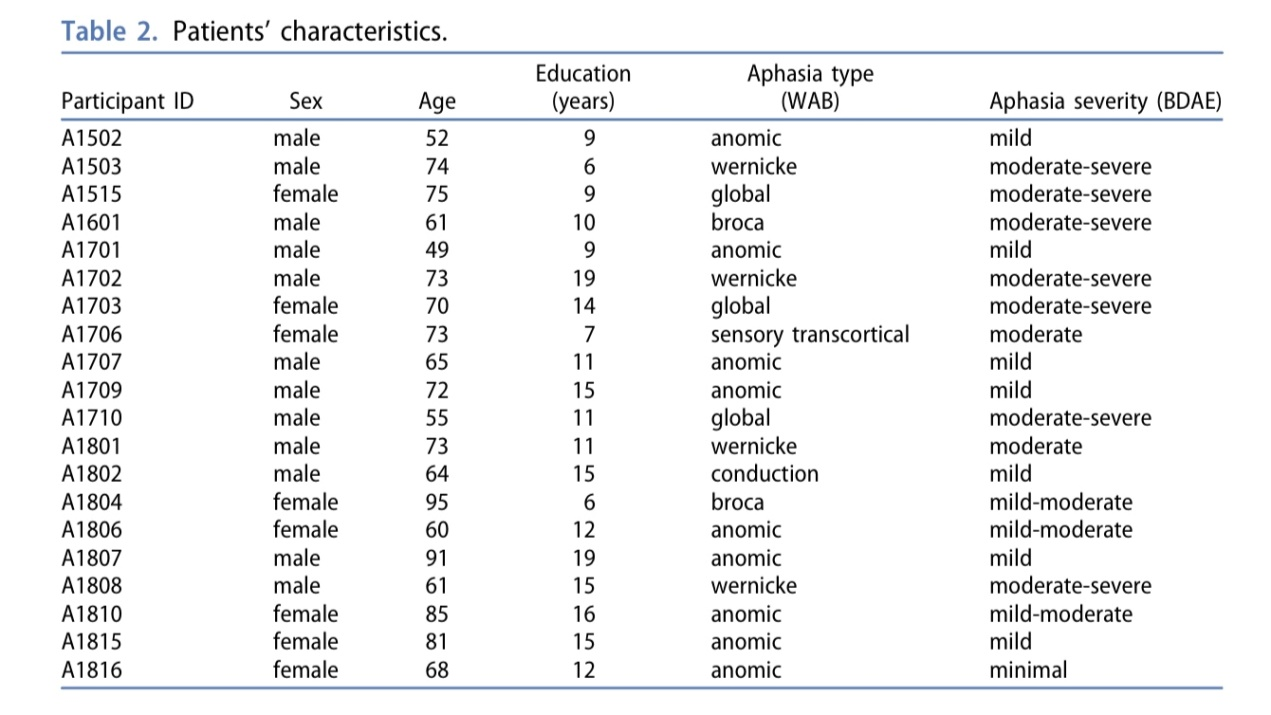 Table 2. Patients' characteristics.
Participant ID Sex Age Education (years) Aphasia type (WAB) Aphasia severity (BDAE)
A1502 male 52 9 anomic mild
A1503 male 74 6 wernicke moderate-severe
A1515 female 75 9 global moderate-severe
A1601 male 61 10 broca moderate-severe
A1701 male 49 9 anomic mild
A1702 male 73 19 wernicke moderate-severe
A1703 female 70 14 global moderate-severe
A1706 female 73 7 sensory transcortical moderate
A1707 male 65 11 anomic mild
A1709 male 72 15 anomic mild
A1710 male 55 11 global moderate-severe
A1801 male 73 11 wernicke moderate
A1802 male 64 15 conduction mild
A1804 female 95 6 broca mild-moderate
A1806 female 60 12 anomic mild-moderate
A1807 male 91 19 anomic mild
A1808 male 61 15 wernicke moderate-severe
A1810 female 85 16 anomic mild-moderate
A1815 female 81 15 anomic mild
A1816 female 68 12 anomic minimal